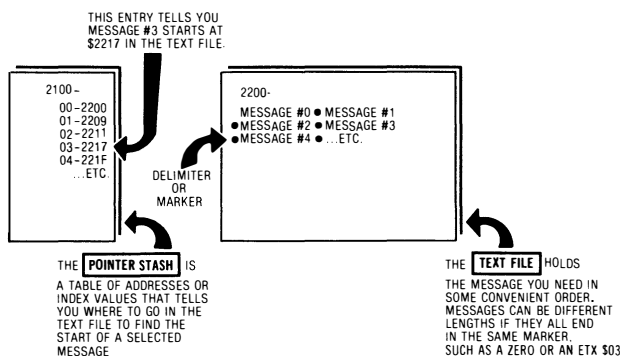 THIS ENTRY TELLS YOU
MESSAGE #3 STARTS AT
$2217 IN THE TEXT FILE.
2100-
00-2200
01-2209
02-2211
03-2217
04-221F
...ETC.
2200-
MESSAGE #0 ● MESSAGE #1
● MESSAGE #2 ● MESSAGE #3
● MESSAGE #4 ● ...ETC.
DELIMITER
OR
MARKER
THE POINTER STASH IS
A TABLE OF ADDRESSES OR
INDEX VALUES THAT TELLS
YOU WHERE TO GO IN THE
TEXT FILE TO FIND THE
START OF A SELECTED
MESSAGE
THE TEXT FILE HOLDS
THE MESSAGE YOU NEED IN
SOME CONVENIENT ORDER.
MESSAGES CAN BE DIFFERENT
LENGTHS IF THEY ALL END
IN THE SAME MARKER,
SUCH AS A ZERO OR AN ETX $03